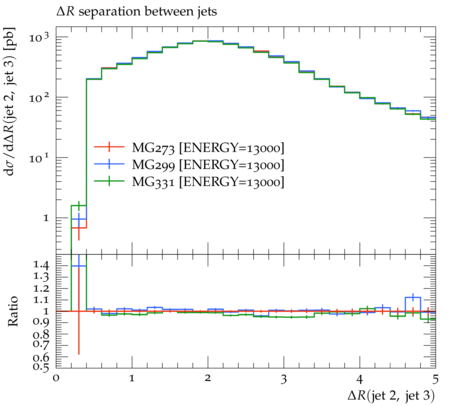 ΔR separation between jets
dσ/dΔR(jet 2, jet 3) [pb]
10³
10²
10¹
1
MG273 [ENERGY=13000]
MG299 [ENERGY=13000]
MG331 [ENERGY=13000]
Ratio
1.4
1.3
1.2
1.1
1
0.9
0.8
0.7
0.6
0.5
0 1 2 3 4 5
ΔR(jet 2, jet 3)